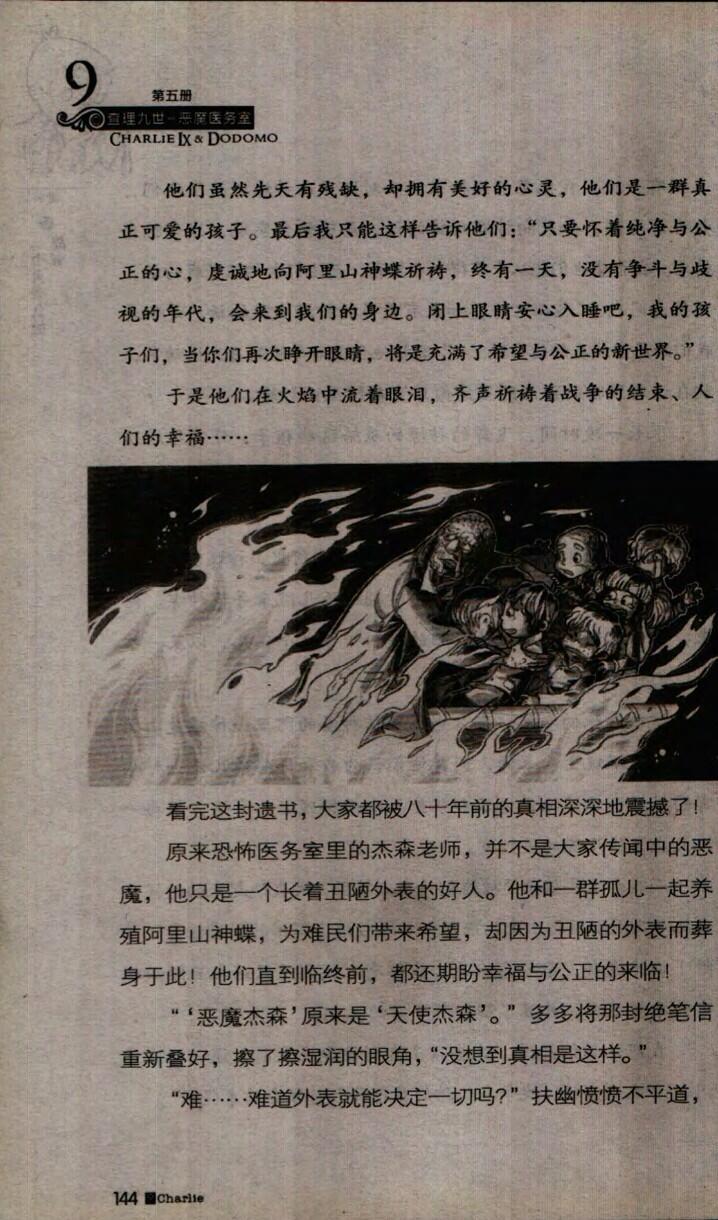 9
第五册
查理九世－恶魔医务室
CHARLIE IX & DODOMO
他们虽然先天有残缺，却拥有美好的心灵，他们是一群真
正可爱的孩子。最后我只能这样告诉他们：“只要怀着纯净与公
正的心，虔诚地向阿里山神蝶祈祷，终有一天，没有争斗与歧
视的年代，会来到我们的身边。闭上眼睛安心入睡吧，我的孩
子们，当你们再次睁开眼睛，将是充满了希望与公正的新世界。”
于是他们在火焰中流着眼泪，齐声祈祷着战争的结束、人
们的幸福……
看完这封遗书，大家都被八十年前的真相深深地震撼了！
原来恐怖医务室里的杰森老师，并不是大家传闻中的恶
魔，他只是一个长着丑陋外表的好人。他和一群孤儿一起养
殖阿里山神蝶，为难民们带来希望，却因为丑陋的外表而葬
身于此！他们直到临终前，都还期盼幸福与公正的来临！
“‘恶魔杰森’原来是‘天使杰森’。”多多将那封绝笔信
重新叠好，擦了擦湿润的眼角，“没想到真相是这样。”
“难……难道外表就能决定一切吗？”扶幽愤愤不平道，
144 Charlie